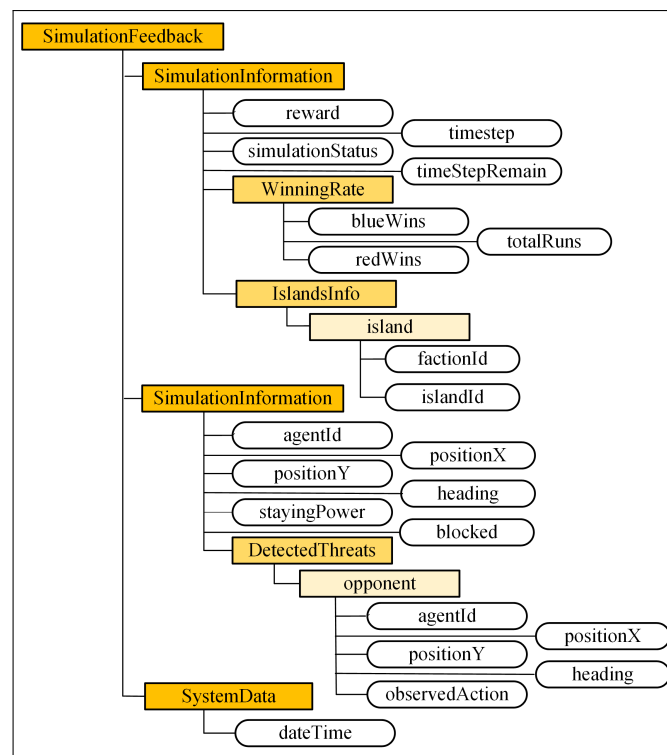 SimulationFeedback
SimulationInformation
reward
timestep
simulationStatus
timeStepRemain
WinningRate
blueWins
totalRuns
redWins
IslandsInfo
island
factionId
islandId
SimulationInformation
agentId
positionX
positionY
heading
stayingPower
blocked
DetectedThreats
opponent
agentId
positionX
positionY
heading
observedAction
SystemData
dateTime